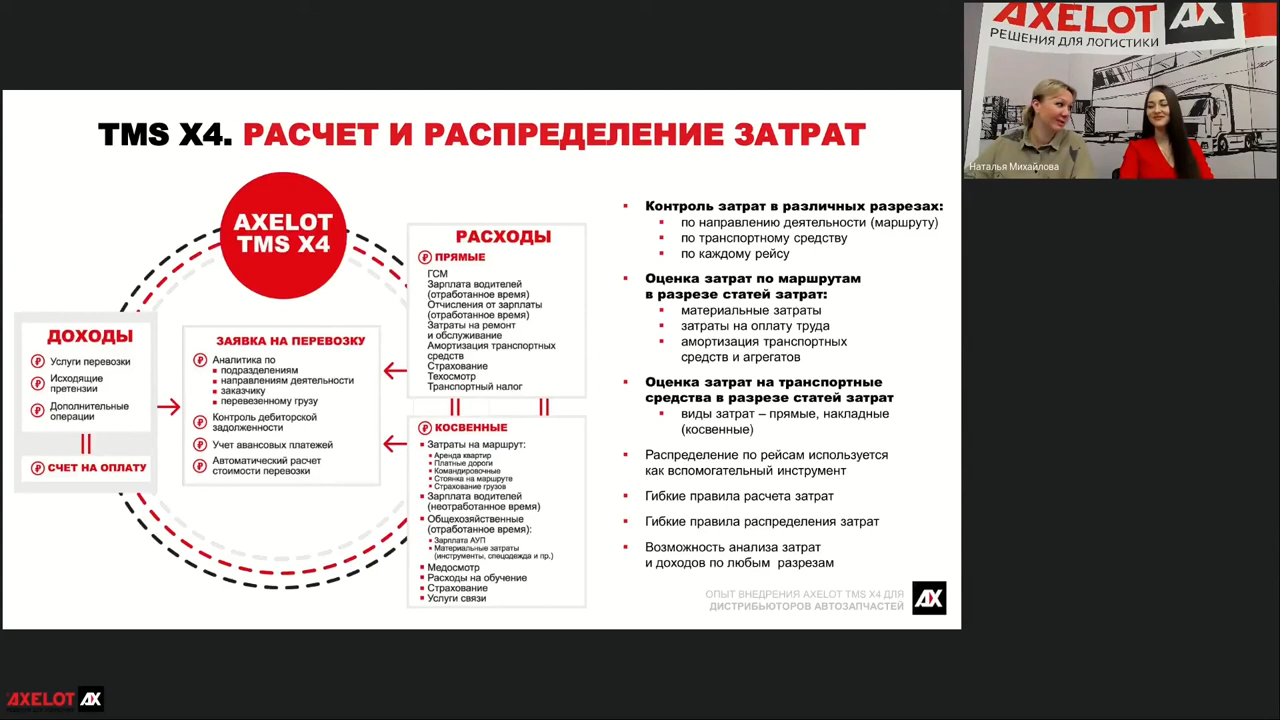 TMS X4. РАСЧЕТ И РАСПРЕДЕЛЕНИЕ ЗАТРАТ
AXELOT
TMS X4
ДОХОДЫ
Услуги перевозки
Исходящие
претензии
Дополнительные
операции
СЧЕТ НА ОПЛАТУ
ЗАЯВКА НА ПЕРЕВОЗКУ
Аналитика по
подразделениям
направлениям деятельности
заказчику
перевезенному грузу
Контроль дебиторской
задолженности
Учет авансовых платежей
Автоматический расчет
стоимости перевозки
РАСХОДЫ
ПРЯМЫЕ
ГСМ
Зарплата водителей
(отработанное время)
Отчисления от зарплаты
(отработанное время)
Затраты на ремонт
и обслуживание
Амортизация транспортных
средств
Страхование
Техосмотр
Транспортный налог
КОСВЕННЫЕ
Затраты на маршрут:
Аренда квартир
Платные дороги
Командировочные
Стоянка на маршруте
Страхование грузов
Зарплата водителей
(неотработанное время)
Общехозяйственные
(отработанное время):
Зарплата АУП
Материальные затраты
(инструменты, спецодежда и пр.)
Медосмотр
Расходы на обучение
Страхование
Услуги связи
Контроль затрат в различных разрезах:
по направлению деятельности (маршруту)
по транспортному средству
по каждому рейсу
Оценка затрат по маршрутам
в разрезе статей затрат:
материальные затраты
затраты на оплату труда
амортизация транспортных
средств и агрегатов
Оценка затрат на транспортные
средства в разрезе статей затрат
виды затрат – прямые, накладные
(косвенные)
Распределение по рейсам используется
как вспомогательный инструмент
Гибкие правила расчета затрат
Гибкие правила распределения затрат
Возможность анализа затрат
и доходов по любым разрезам
ОПЫТ ВНЕДРЕНИЯ AXELOT TMS X4 ДЛЯ
ДИСТРИБЬЮТОРОВ АВТОЗАПЧАСТЕЙ
AX
AXELOT AX
РЕШЕНИЯ ДЛЯ ЛОГИСТИКИ
Наталья Михайлова
AXELOT AX
РЕШЕНИЯ ДЛЯ ЛОГИСТИКИ